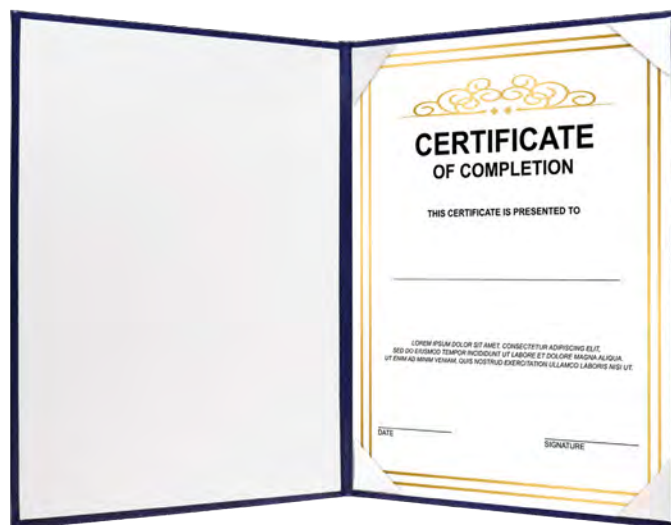 CERTIFICATE
OF COMPLETION
THIS CERTIFICATE IS PRESENTED TO
LOREM IPSUM DOLOR SIT AMET, CONSECTETUR ADIPISCING ELIT,
SED DO EIUSMOD TEMPOR INCIDIDUNT UT LABORE ET DOLORE MAGNA ALIQUA.
UT ENIM AD MINIM VENIAM, QUIS NOSTRUD EXERCITATION ULLAMCO LABORIS NISI UT.
DATE
SIGNATURE